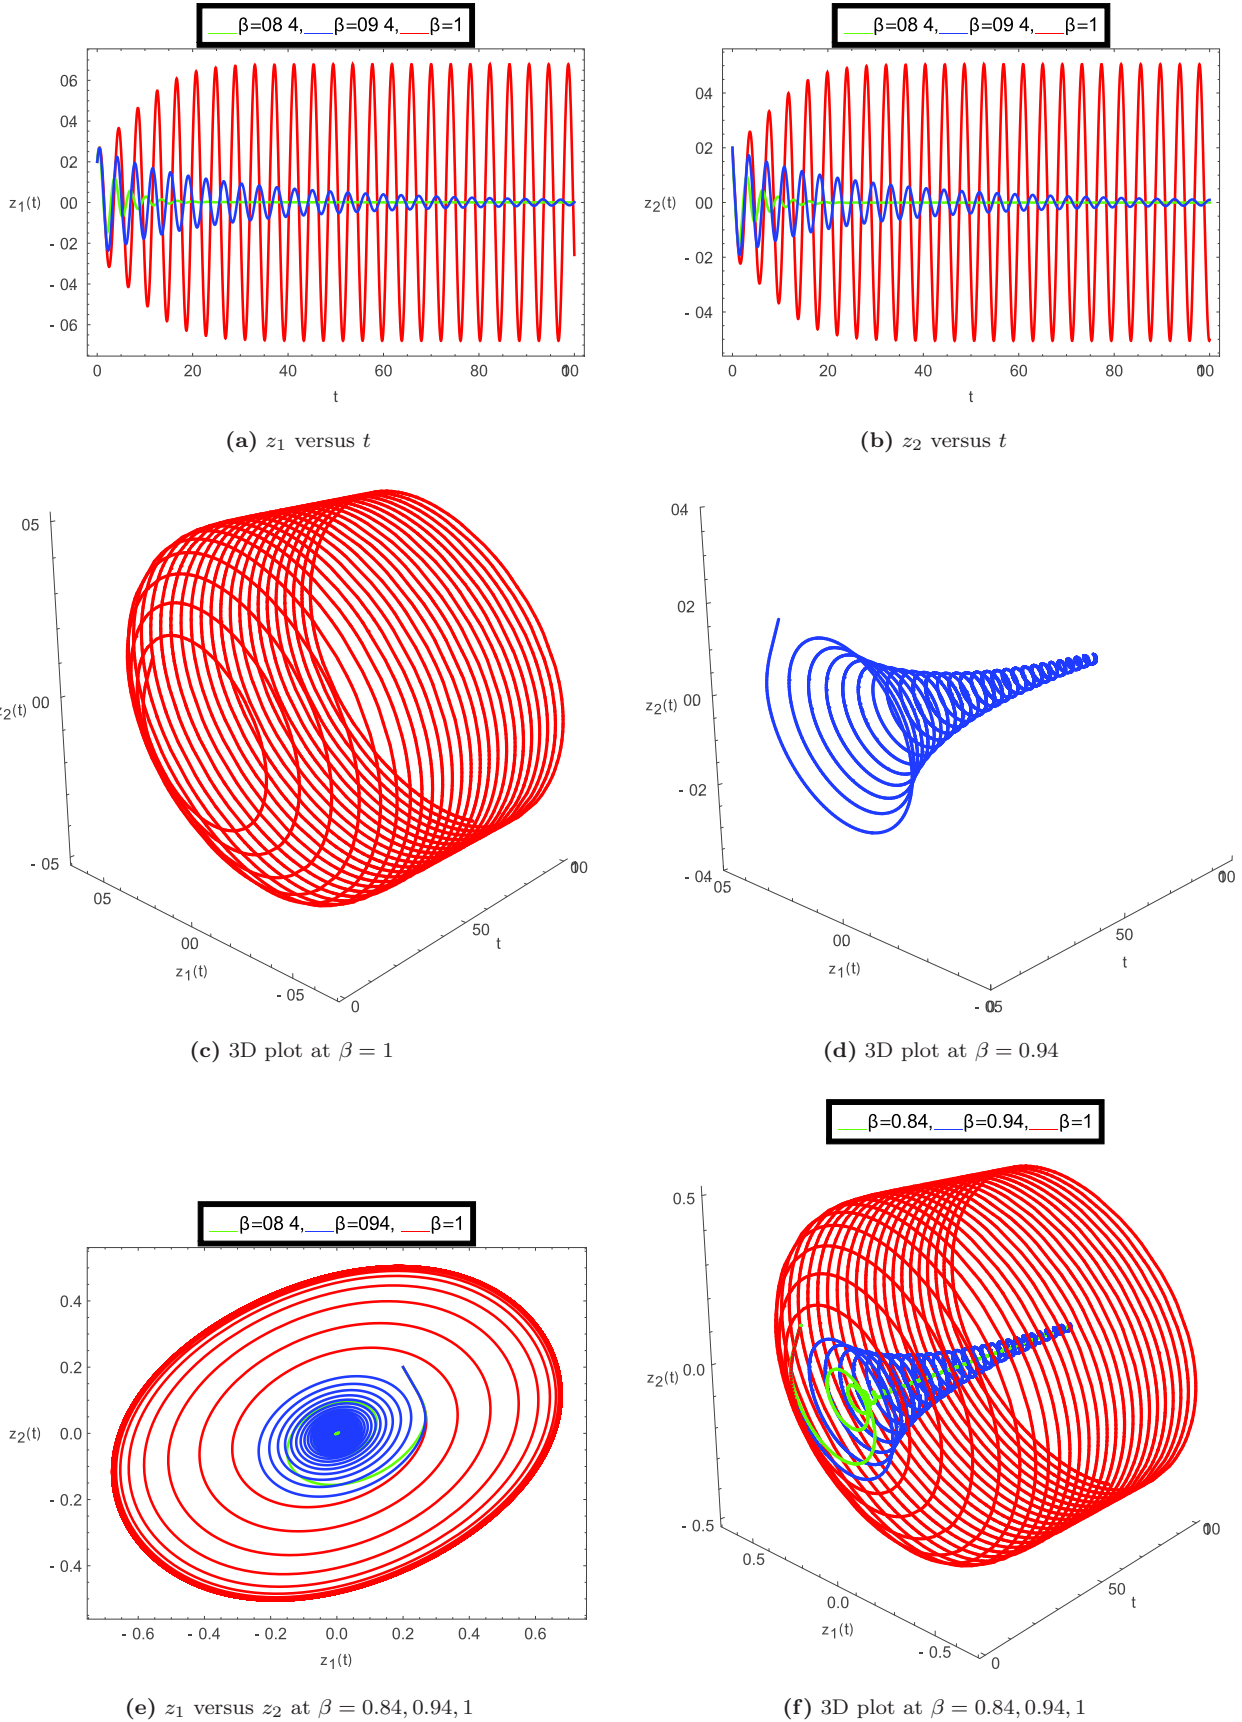 ___β=08 4,___β=09 4,___β=1
06
04
02
z1(t) 00
- 02
- 04
- 06
0 20 40 60 80 100
t
(a) z1 versus t
___β=08 4,___β=09 4,___β=1
04
02
z2(t) 00
- 02
- 04
0 20 40 60 80 100
t
(b) z2 versus t
05
z2(t) 00
- 05
05
00
z1(t)
- 05
0
50
t
100
(c) 3D plot at β = 1
04
02
z2(t) 00
- 02
- 04
05
00
z1(t)
- 05
50
t
100
(d) 3D plot at β = 0.94
___β=08 4,___β=094, ___β=1
0.4
0.2
z2(t) 0.0
- 0.2
- 0.4
- 0.6 - 0.4 - 0.2 0.0 0.2 0.4 0.6
z1(t)
(e) z1 versus z2 at β = 0.84, 0.94, 1
___β=0.84,___β=0.94,___β=1
0.5
z2(t) 0.0
- 0.5
0.5
0.0
z1(t)
- 0.5
0
50
t
100
(f) 3D plot at β = 0.84, 0.94, 1